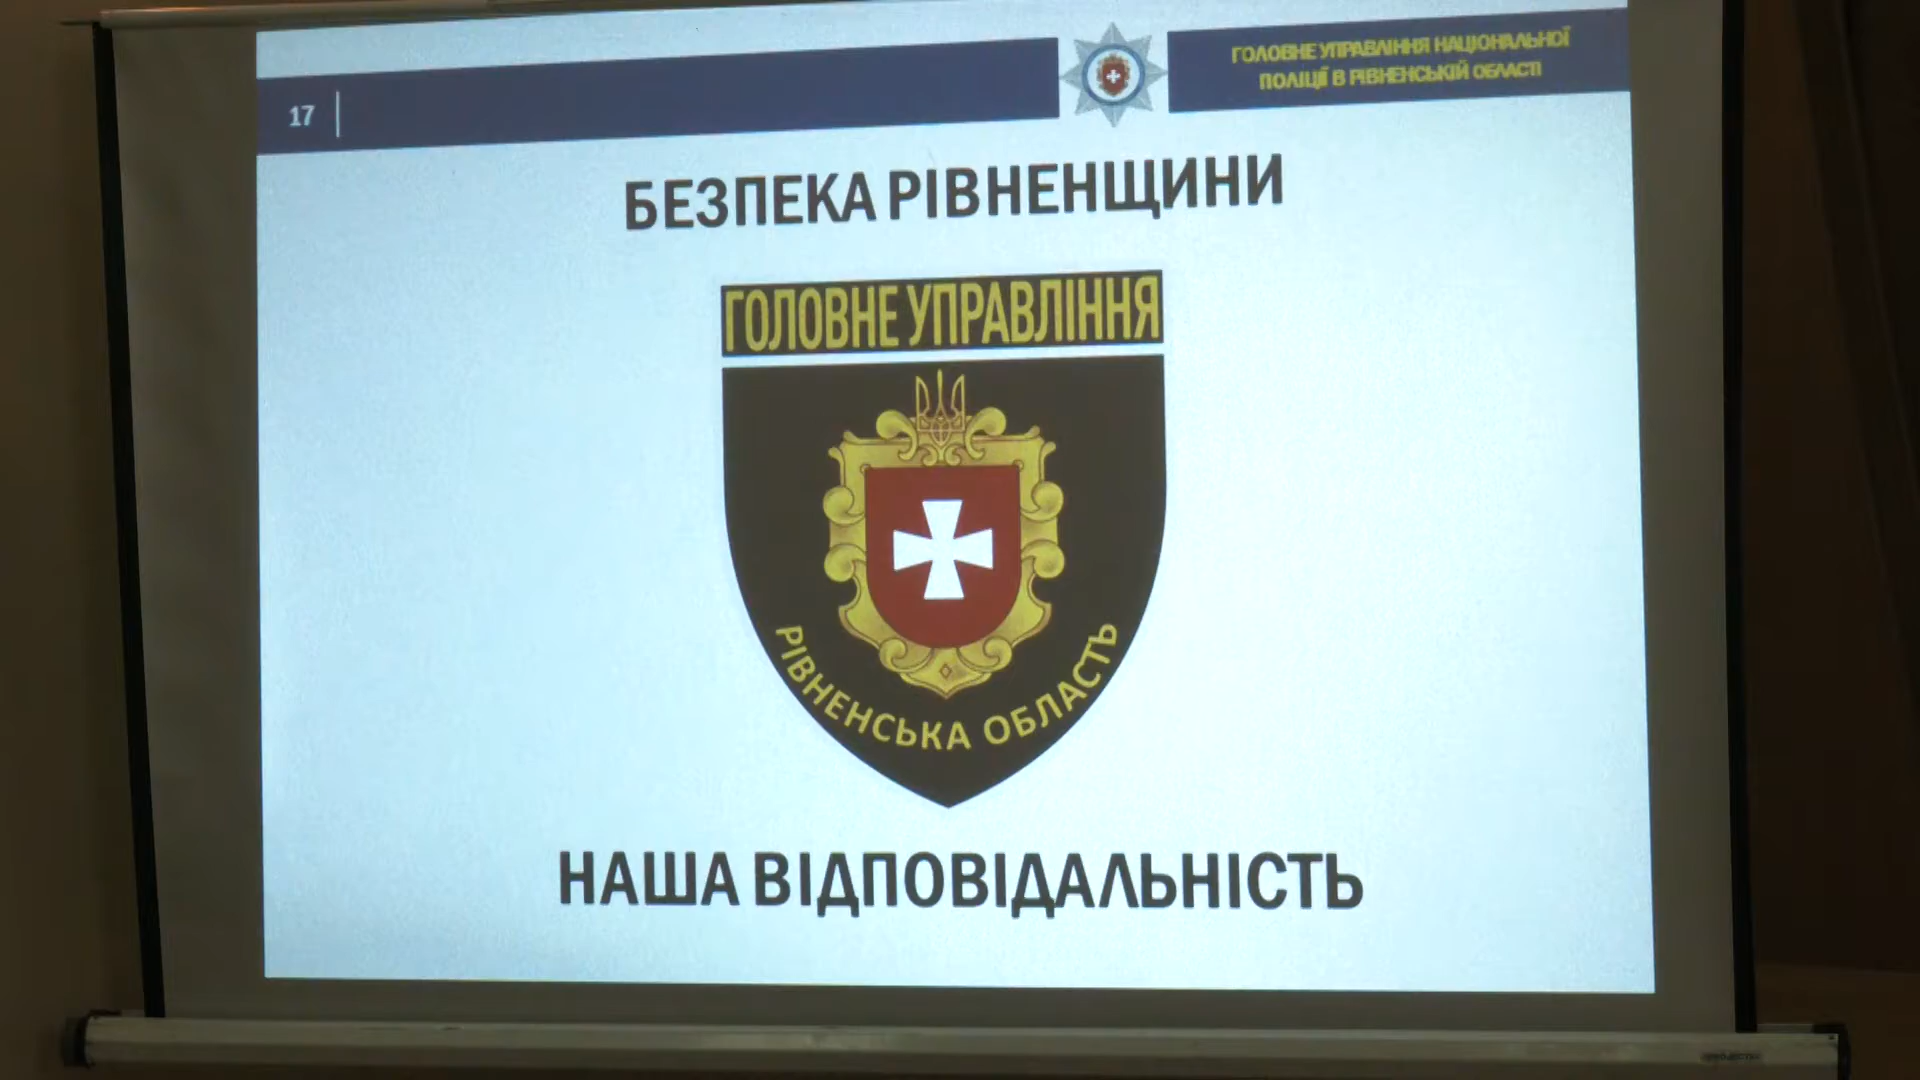 17
ГОЛОВНЕ УПРАВЛІННЯ НАЦІОНАЛЬНОЇ
ПОЛІЦІЇ В РІВНЕНСЬКІЙ ОБЛАСТІ
БЕЗПЕКА РІВНЕНЩИНИ
ГОЛОВНЕ УПРАВЛІННЯ
РІВНЕНСЬКА ОБЛАСТЬ
НАША ВІДПОВІДАЛЬНІСТЬ